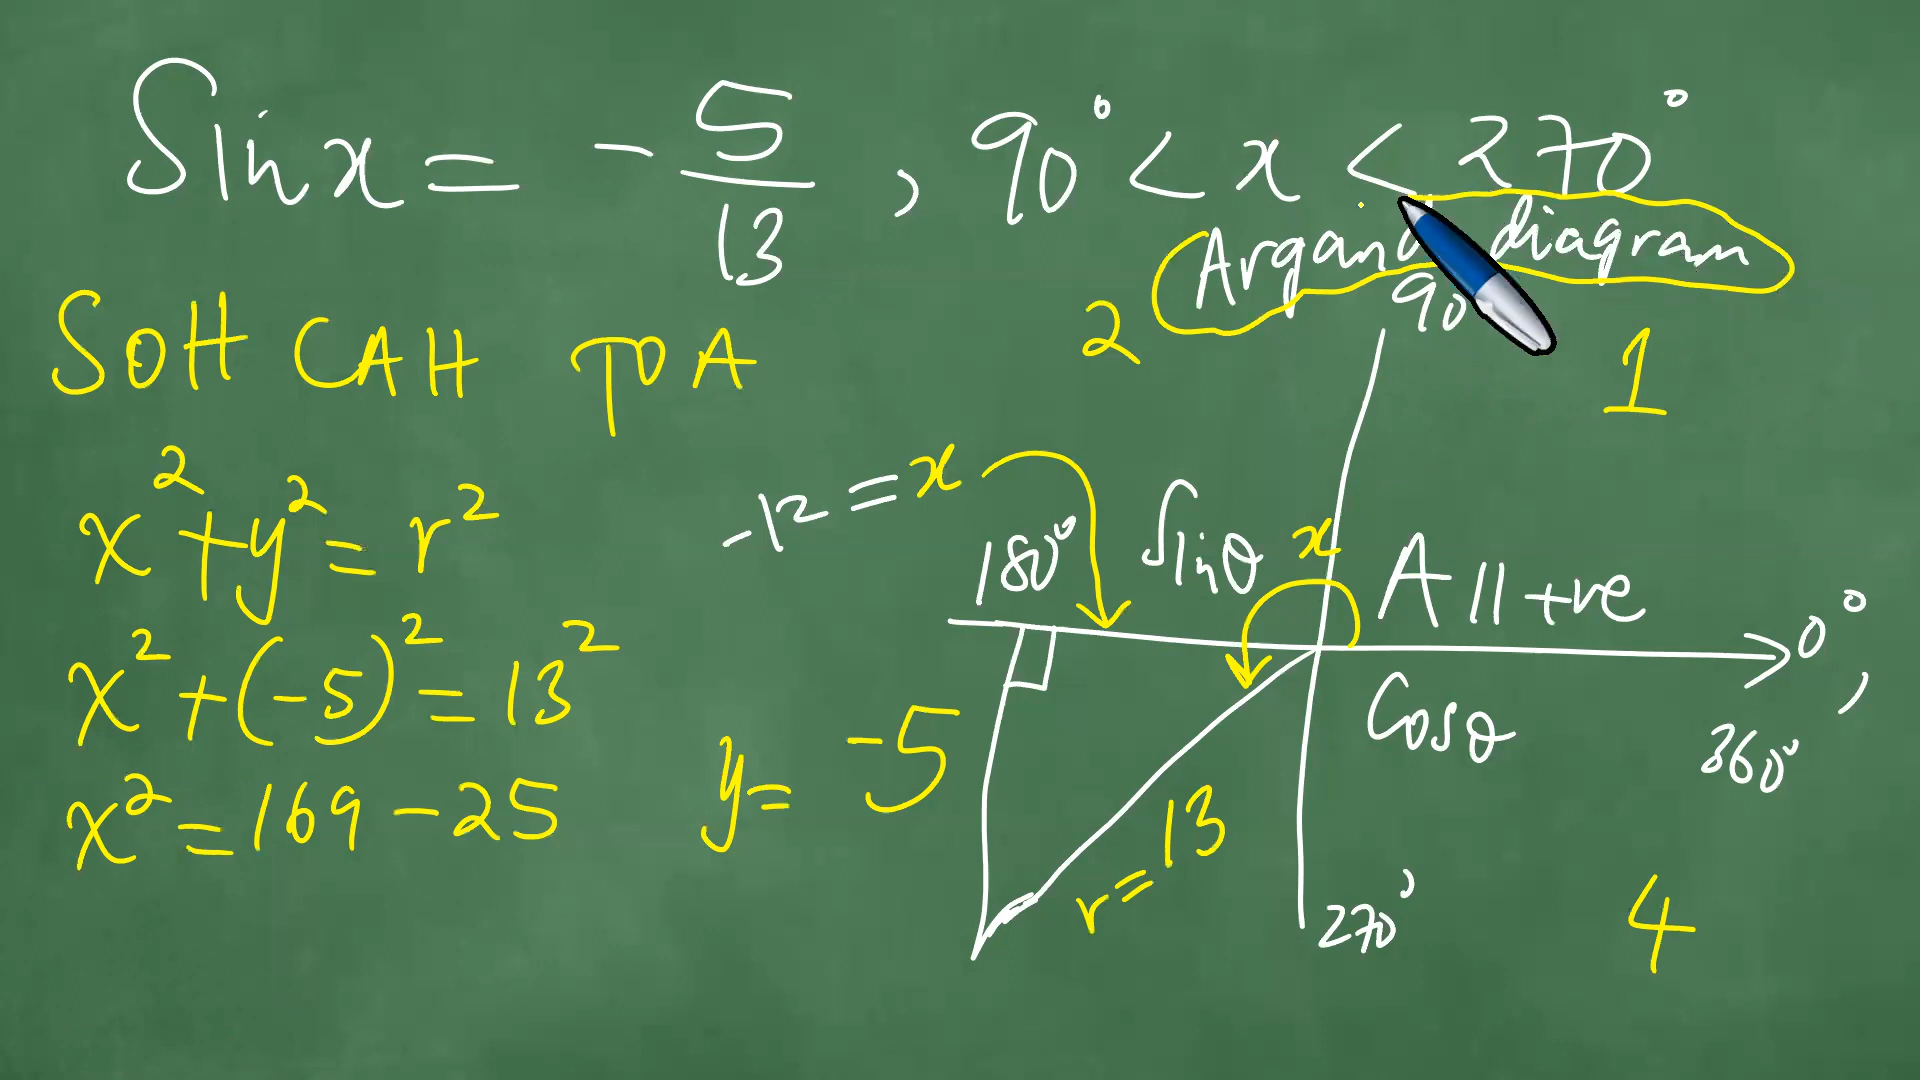 Sinx = -5/13 , 90° < x < 270°
Argand diagram
SOH CAH TOA
2
90
1
x² + y² = r²
-12 = x
180°
Sinθ
x
All +ve
0°,
x² + (-5)² = 13²
Cosθ
360°
y = -5
x² = 169 - 25
r = 13
270°
4